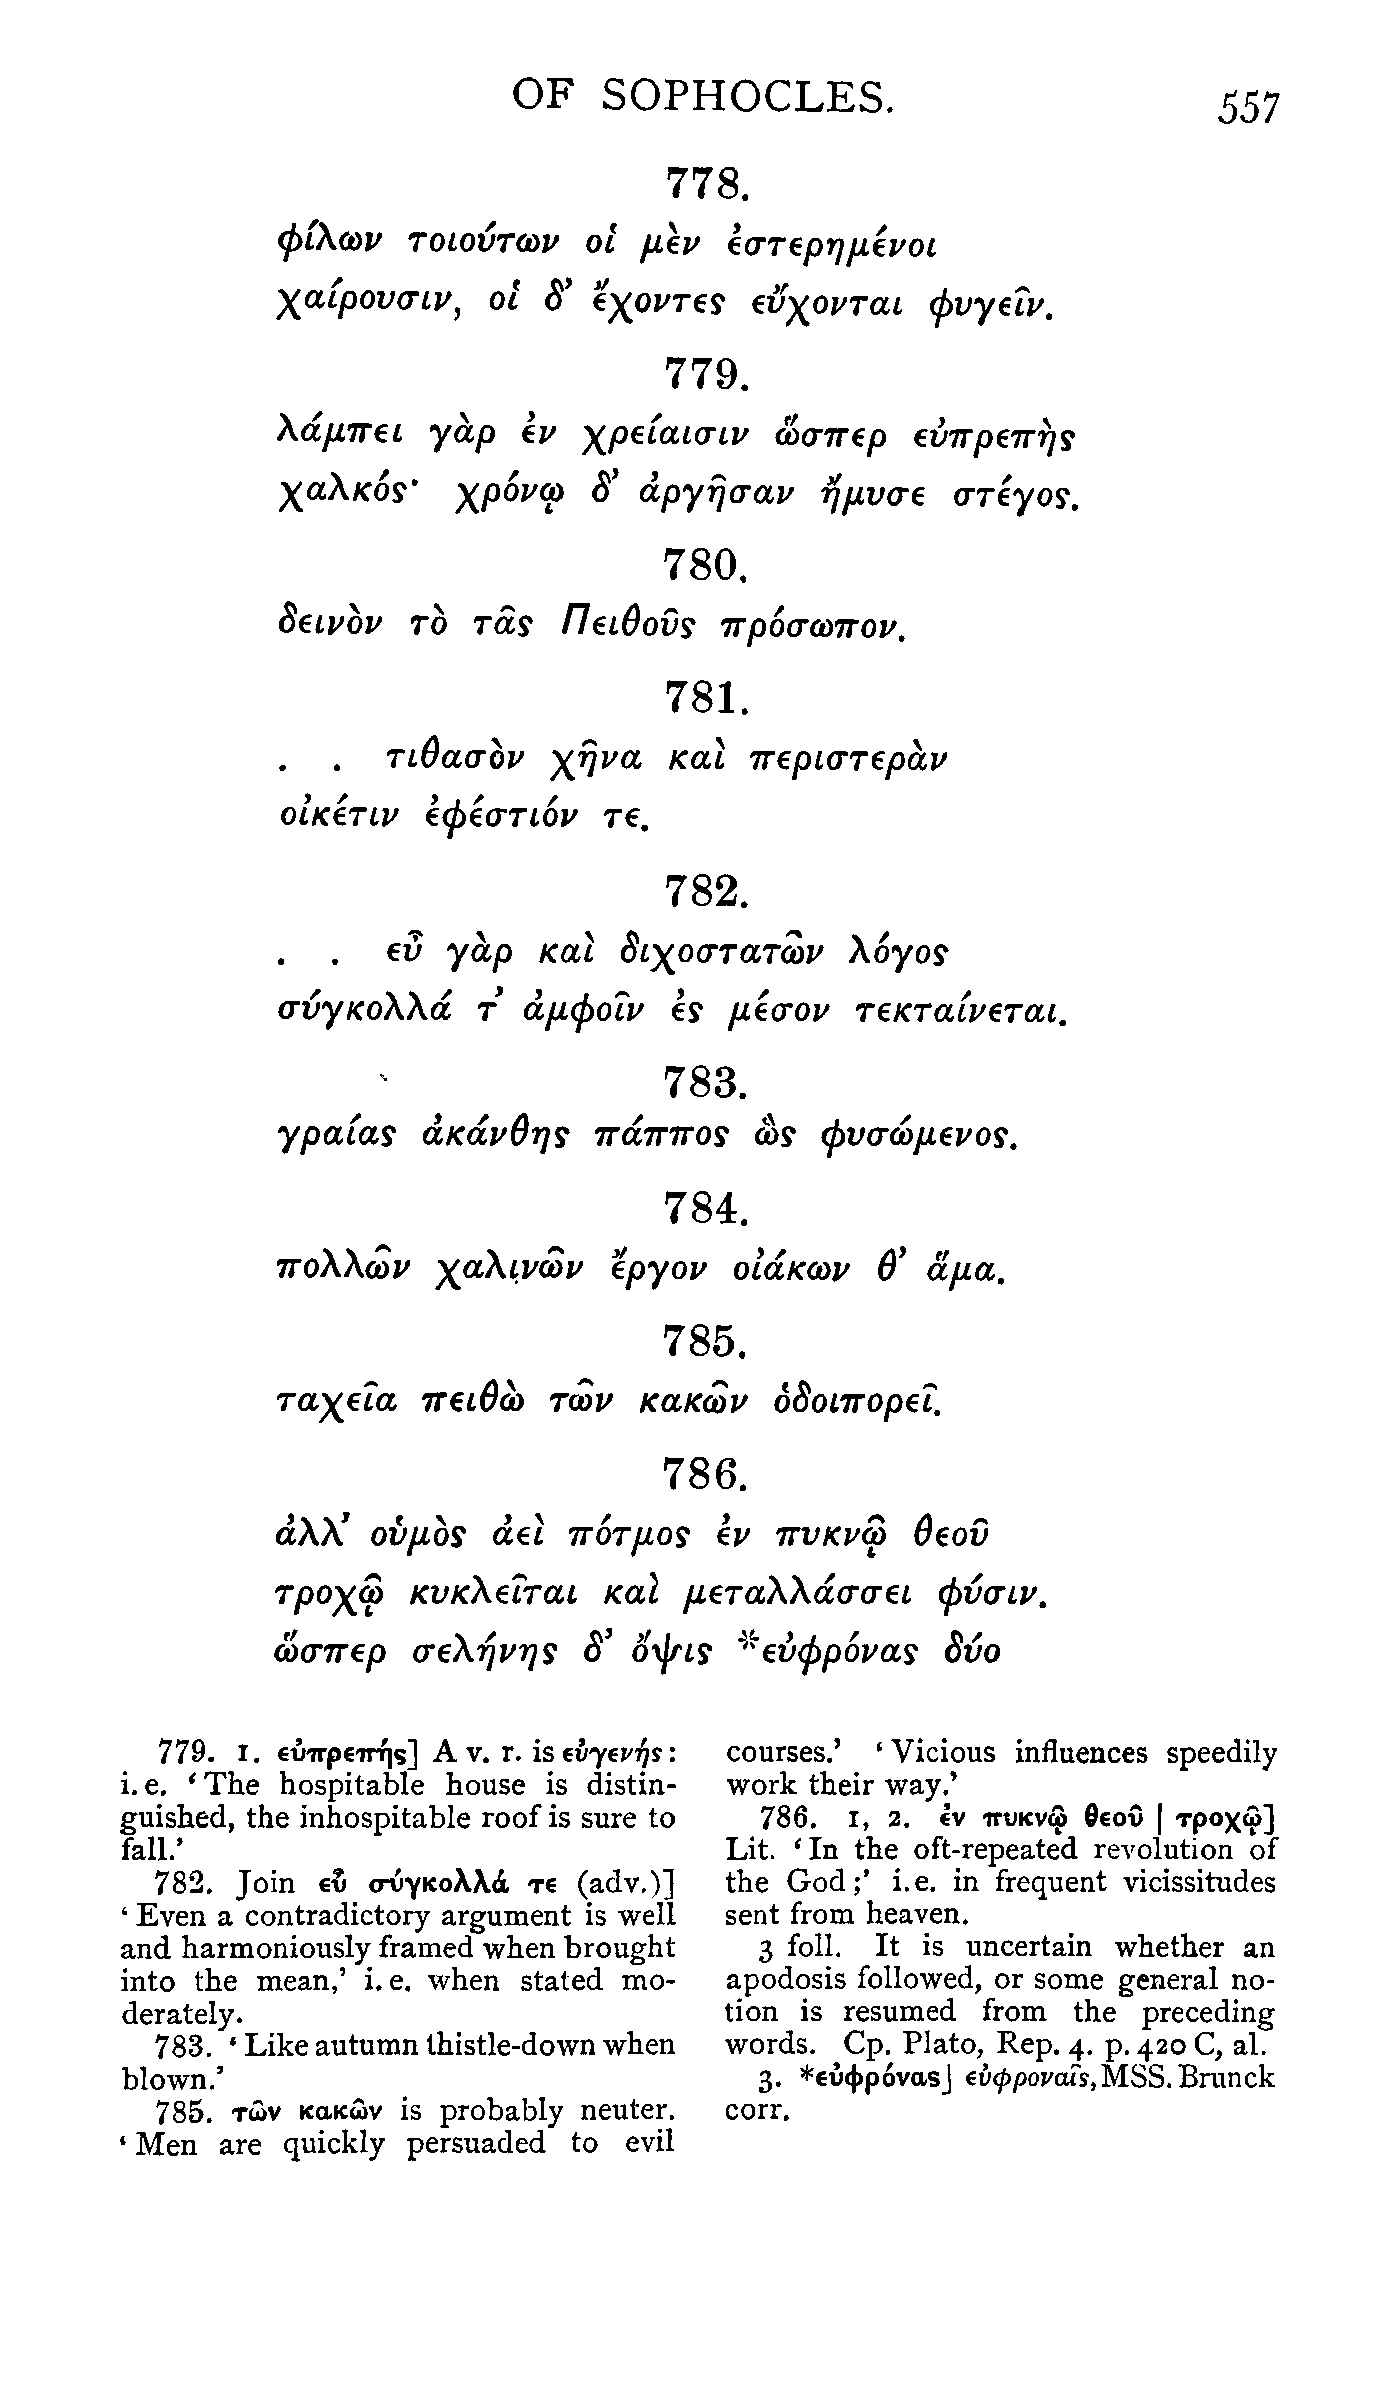 OF SOPHOCLES.
557
778.
φίλων τοιούτων οἱ μὲν ἐστερημένοι
χαίρουσιν, οἱ δ’ ἔχοντες εὔχονται φυγεῖν.
779.
λάμπει γὰρ ἐν χρείαισιν ὥσπερ εὐπρεπὴς
χαλκός· χρόνῳ δ’ ἀργῆσαν ἤμυσε στέγος.
780.
δεινὸν τὸ τᾶς Πειθοῦς πρόσωπον.
781.
. . τιθασὸν χῆνα καὶ περιστερὰν
οἰκέτιν ἐφέστιόν τε.
782.
. . εὖ γὰρ καὶ διχοστατῶν λόγος
σύγκολλά τ’ ἀμφοῖν ἐς μέσον τεκταίνεται.
783.
γραίας ἀκάνθης πάππος ὣς φυσώμενος.
784.
πολλῶν χαλινῶν ἔργον οἰάκων θ’ ἅμα.
785.
ταχεῖα πειθὼ τῶν κακῶν ὁδοιπορεῖ.
786.
ἀλλ’ οὑμὸς ἀεὶ πότμος ἐν πυκνῷ θεοῦ
τροχῷ κυκλεῖται καὶ μεταλλάσσει φύσιν.
ὥσπερ σελήνης δ’ ὄψις *εὐφρόνας δύο
779. 1. εὐπρεπής] A v. r. is εὐγενής:
i. e. ‘The hospitable house is distin-
guished, the inhospitable roof is sure to
fall.’
782. Join εὖ σύγκολλά τε (adv.)]
‘Even a contradictory argument is well
and harmoniously framed when brought
into the mean,’ i. e. when stated mo-
derately.
783. ‘Like autumn thistle-down when
blown.’
785. τῶν κακῶν is probably neuter.
‘Men are quickly persuaded to evil
courses.’ ‘Vicious influences speedily
work their way.’
786. 1, 2. ἐν πυκνῷ θεοῦ | τροχῷ]
Lit. ‘In the oft-repeated revolution of
the God;’ i. e. in frequent vicissitudes
sent from heaven.
3 foll. It is uncertain whether an
apodosis followed, or some general no-
tion is resumed from the preceding
words. Cp. Plato, Rep. 4. p. 420 C, al.
3. *εὐφρόνας] εὐφροναῖς, MSS. Brunck
corr.